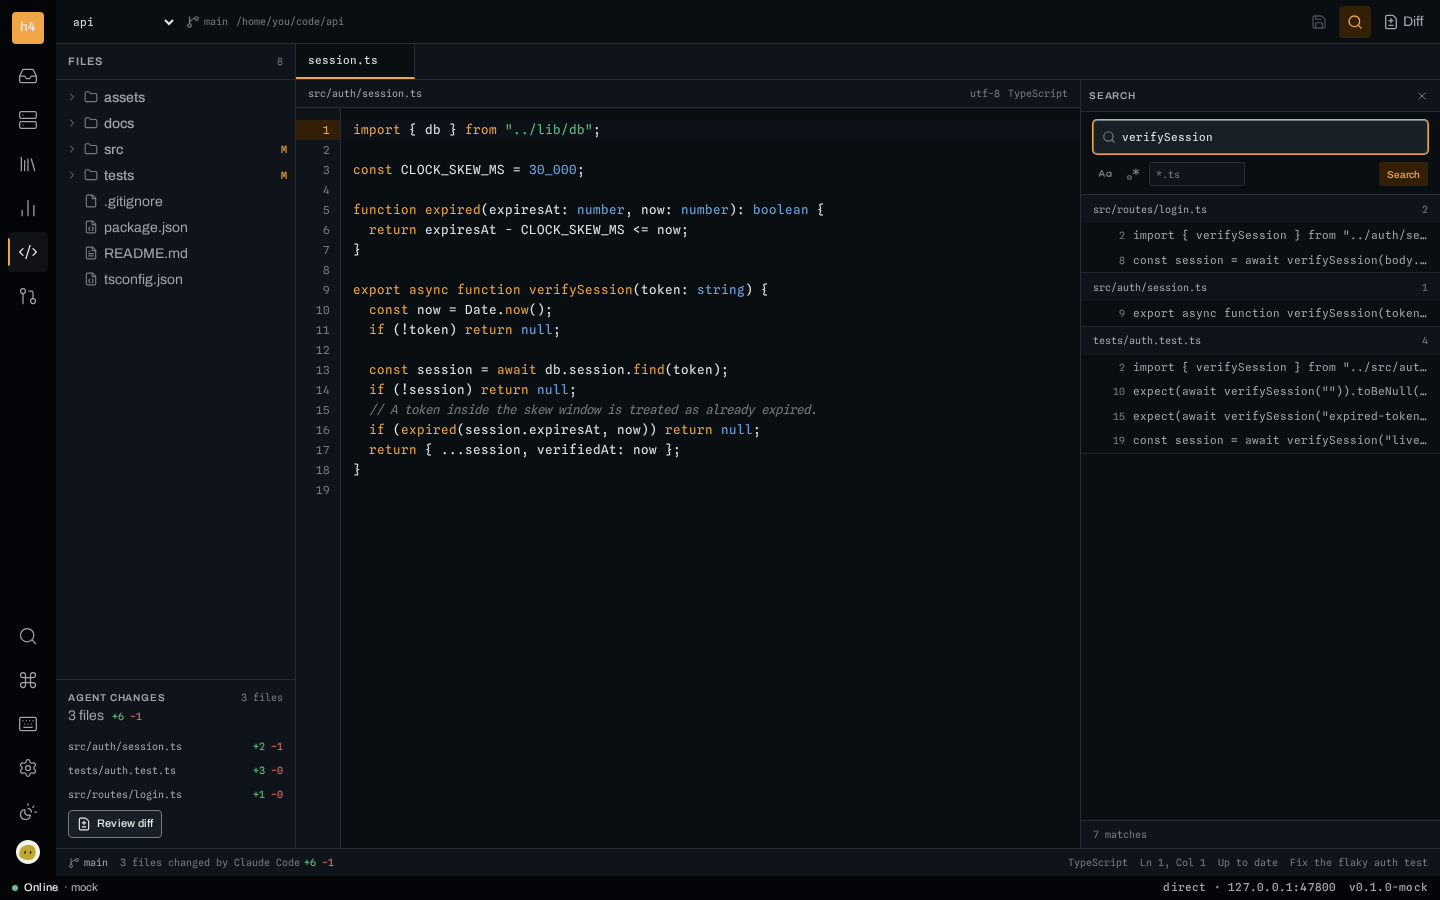 h4
api main /home/you/code/api Diff
FILES 8
assets
docs
src M
tests M
.gitignore
package.json
README.md
tsconfig.json
AGENT CHANGES 3 files
3 files +6 −1
src/auth/session.ts +2 −1
tests/auth.test.ts +3 −0
src/routes/login.ts +1 −0
Review diff
session.ts
src/auth/session.ts utf-8 TypeScript
1 import { db } from "../lib/db";
2
3 const CLOCK_SKEW_MS = 30_000;
4
5 function expired(expiresAt: number, now: number): boolean {
6 return expiresAt - CLOCK_SKEW_MS <= now;
7 }
8
9 export async function verifySession(token: string) {
10 const now = Date.now();
11 if (!token) return null;
12
13 const session = await db.session.find(token);
14 if (!session) return null;
15 // A token inside the skew window is treated as already expired.
16 if (expired(session.expiresAt, now)) return null;
17 return { ...session, verifiedAt: now };
18 }
19
SEARCH
verifySession
Aa .* *.ts Search
src/routes/login.ts 2
2 import { verifySession } from "../auth/se…
8 const session = await verifySession(body.…
src/auth/session.ts 1
9 export async function verifySession(token…
tests/auth.test.ts 4
2 import { verifySession } from "../src/aut…
10 expect(await verifySession("")).toBeNull(…
15 expect(await verifySession("expired-token…
19 const session = await verifySession("live…
7 matches
main 3 files changed by Claude Code +6 −1 TypeScript Ln 1, Col 1 Up to date Fix the flaky auth test
Online · mock direct · 127.0.0.1:47800 v0.1.0-mock